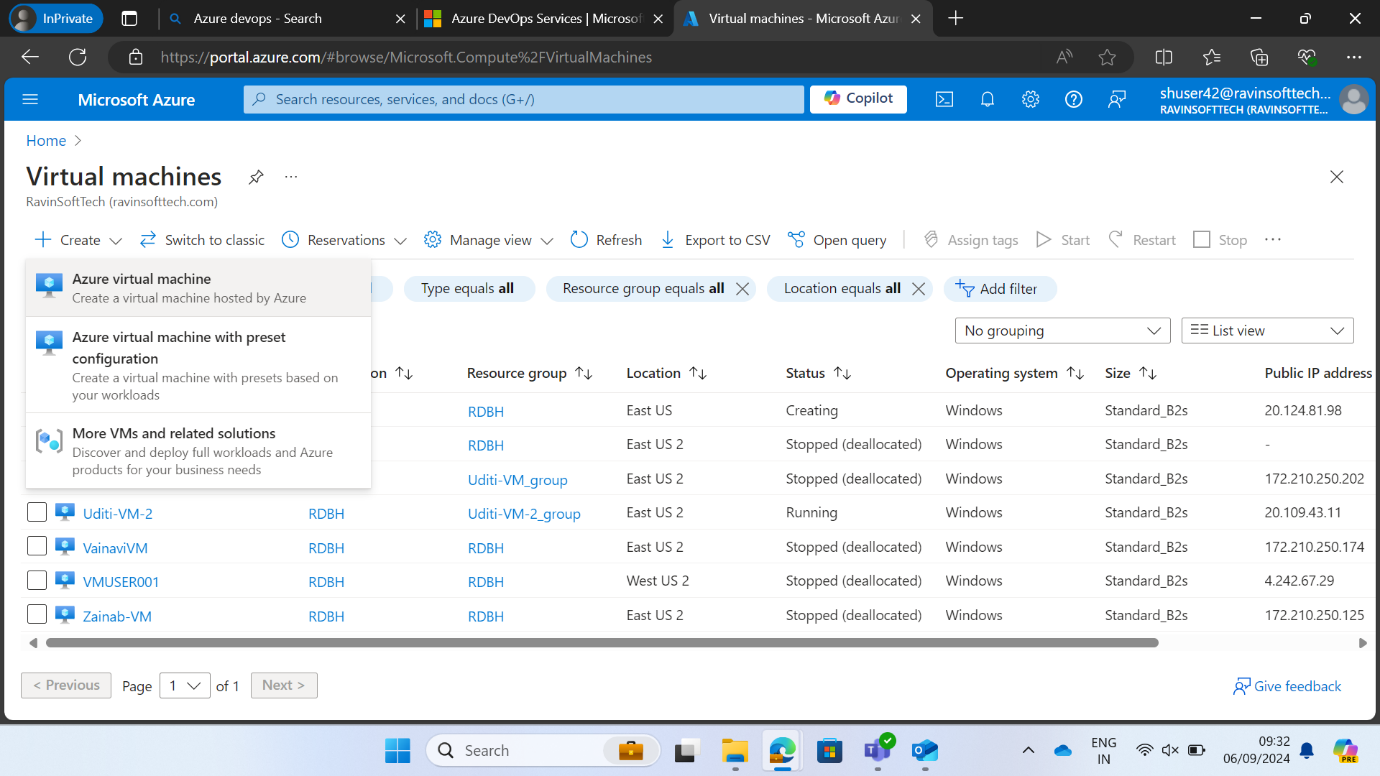 InPrivate
Azure devops - Search
Azure DevOps Services | Microsof
Virtual machines - Microsoft Azur
https://portal.azure.com/#browse/Microsoft.Compute%2FVirtualMachines
Microsoft Azure
Search resources, services, and docs (G+/)
Copilot
shuser42@ravinsofttech...
RAVINSOFTTECH (RAVINSOFTTE...
Home >
Virtual machines
RavinSoftTech (ravinsofttech.com)
Create
Switch to classic
Reservations
Manage view
Refresh
Export to CSV
Open query
Assign tags
Start
Restart
Stop
Azure virtual machine
Create a virtual machine hosted by Azure
Azure virtual machine with preset
configuration
Create a virtual machine with presets based on
your workloads
More VMs and related solutions
Discover and deploy full workloads and Azure
products for your business needs
Type equals all
Resource group equals all
Location equals all
Add filter
No grouping
List view
on Resource group Location Status Operating system Size Public IP address
RDBH East US Creating Windows Standard_B2s 20.124.81.98
RDBH East US 2 Stopped (deallocated) Windows Standard_B2s -
Uditi-VM_group East US 2 Stopped (deallocated) Windows Standard_B2s 172.210.250.202
Uditi-VM-2 RDBH Uditi-VM-2_group East US 2 Running Windows Standard_B2s 20.109.43.11
VainaviVM RDBH RDBH East US 2 Stopped (deallocated) Windows Standard_B2s 172.210.250.174
VMUSER001 RDBH RDBH West US 2 Stopped (deallocated) Windows Standard_B2s 4.242.67.29
Zainab-VM RDBH RDBH East US 2 Stopped (deallocated) Windows Standard_B2s 172.210.250.125
< Previous Page 1 of 1 Next >
Give feedback
Search
ENG
IN
09:32
06/09/2024
PRE